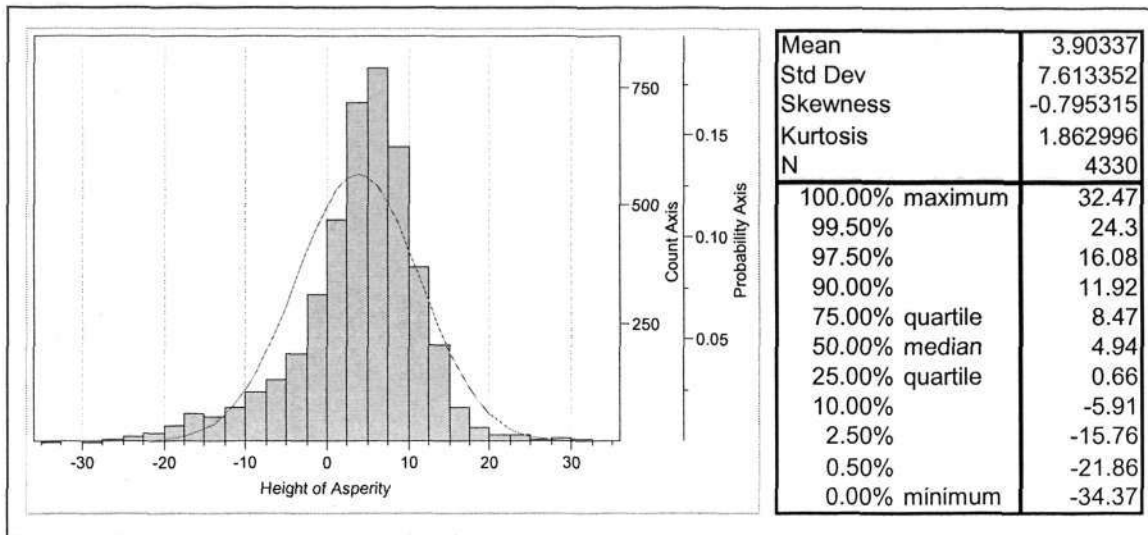 750
500
250
Count Axis
0.15
0.10
0.05
Probability Axis
-30 -20 -10 0 10 20 30
Height of Asperity
Mean 3.90337
Std Dev 7.613352
Skewness -0.795315
Kurtosis 1.862996
N 4330
100.00% maximum 32.47
99.50% 24.3
97.50% 16.08
90.00% 11.92
75.00% quartile 8.47
50.00% median 4.94
25.00% quartile 0.66
10.00% -5.91
2.50% -15.76
0.50% -21.86
0.00% minimum -34.37